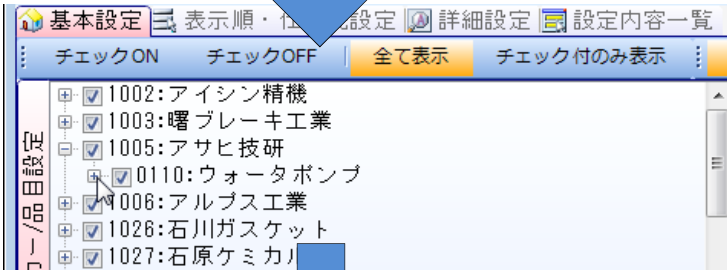 基本設定 表示順・仕 設定 詳細設定 設定内容一覧
チェックON チェックOFF 全て表示 チェック付のみ表示
1002:アイシン精機
1003:曙ブレーキ工業
1005:アサヒ技研
0110:ウォータポンプ
1006:アルプス工業
1026:石川ガスケット
1027:石原ケミカル
ー/品目設定